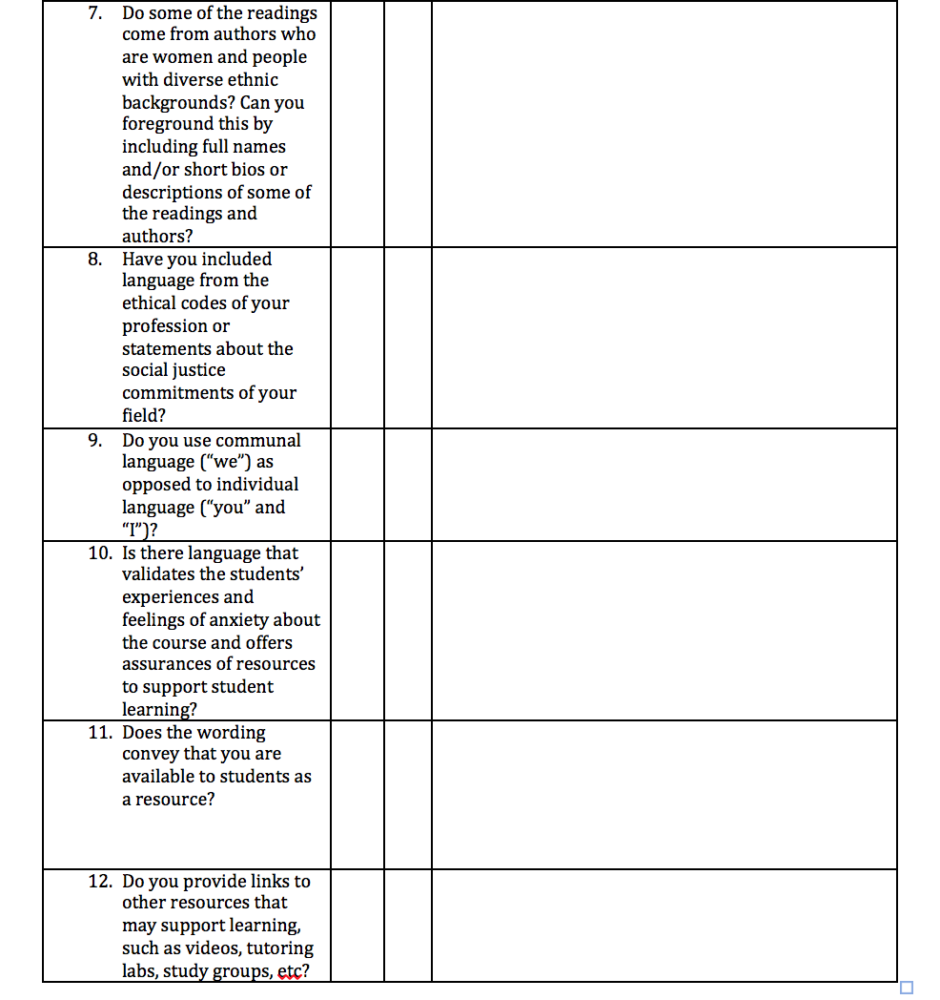 7. Do some of the readings
come from authors who
are women and people
with diverse ethnic
backgrounds? Can you
foreground this by
including full names
and/or short bios or
descriptions of some of
the readings and
authors?
8. Have you included
language from the
ethical codes of your
profession or
statements about the
social justice
commitments of your
field?
9. Do you use communal
language (“we”) as
opposed to individual
language (“you” and
“I”)?
10. Is there language that
validates the students’
experiences and
feelings of anxiety about
the course and offers
assurances of resources
to support student
learning?
11. Does the wording
convey that you are
available to students as
a resource?
12. Do you provide links to
other resources that
may support learning,
such as videos, tutoring
labs, study groups, etc?